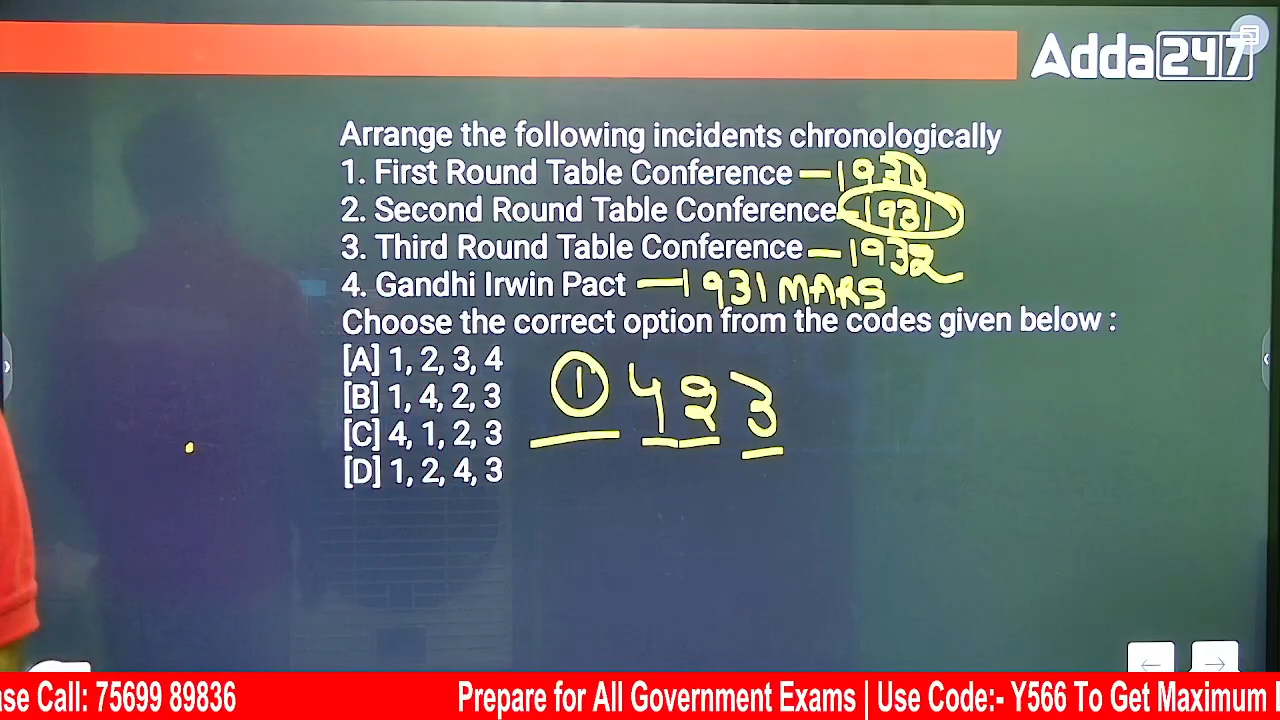 Adda247
Arrange the following incidents chronologically
1. First Round Table Conference — 1930
2. Second Round Table Conference - 1931
3. Third Round Table Conference — 1932
4. Gandhi Irwin Pact — 1931 MARS
Choose the correct option from the codes given below :
[A] 1, 2, 3, 4
[B] 1, 4, 2, 3
[C] 4, 1, 2, 3
[D] 1, 2, 4, 3
1 4 2 3
Call: 75699 89836 Prepare for All Government Exams | Use Code:- Y566 To Get Maximum